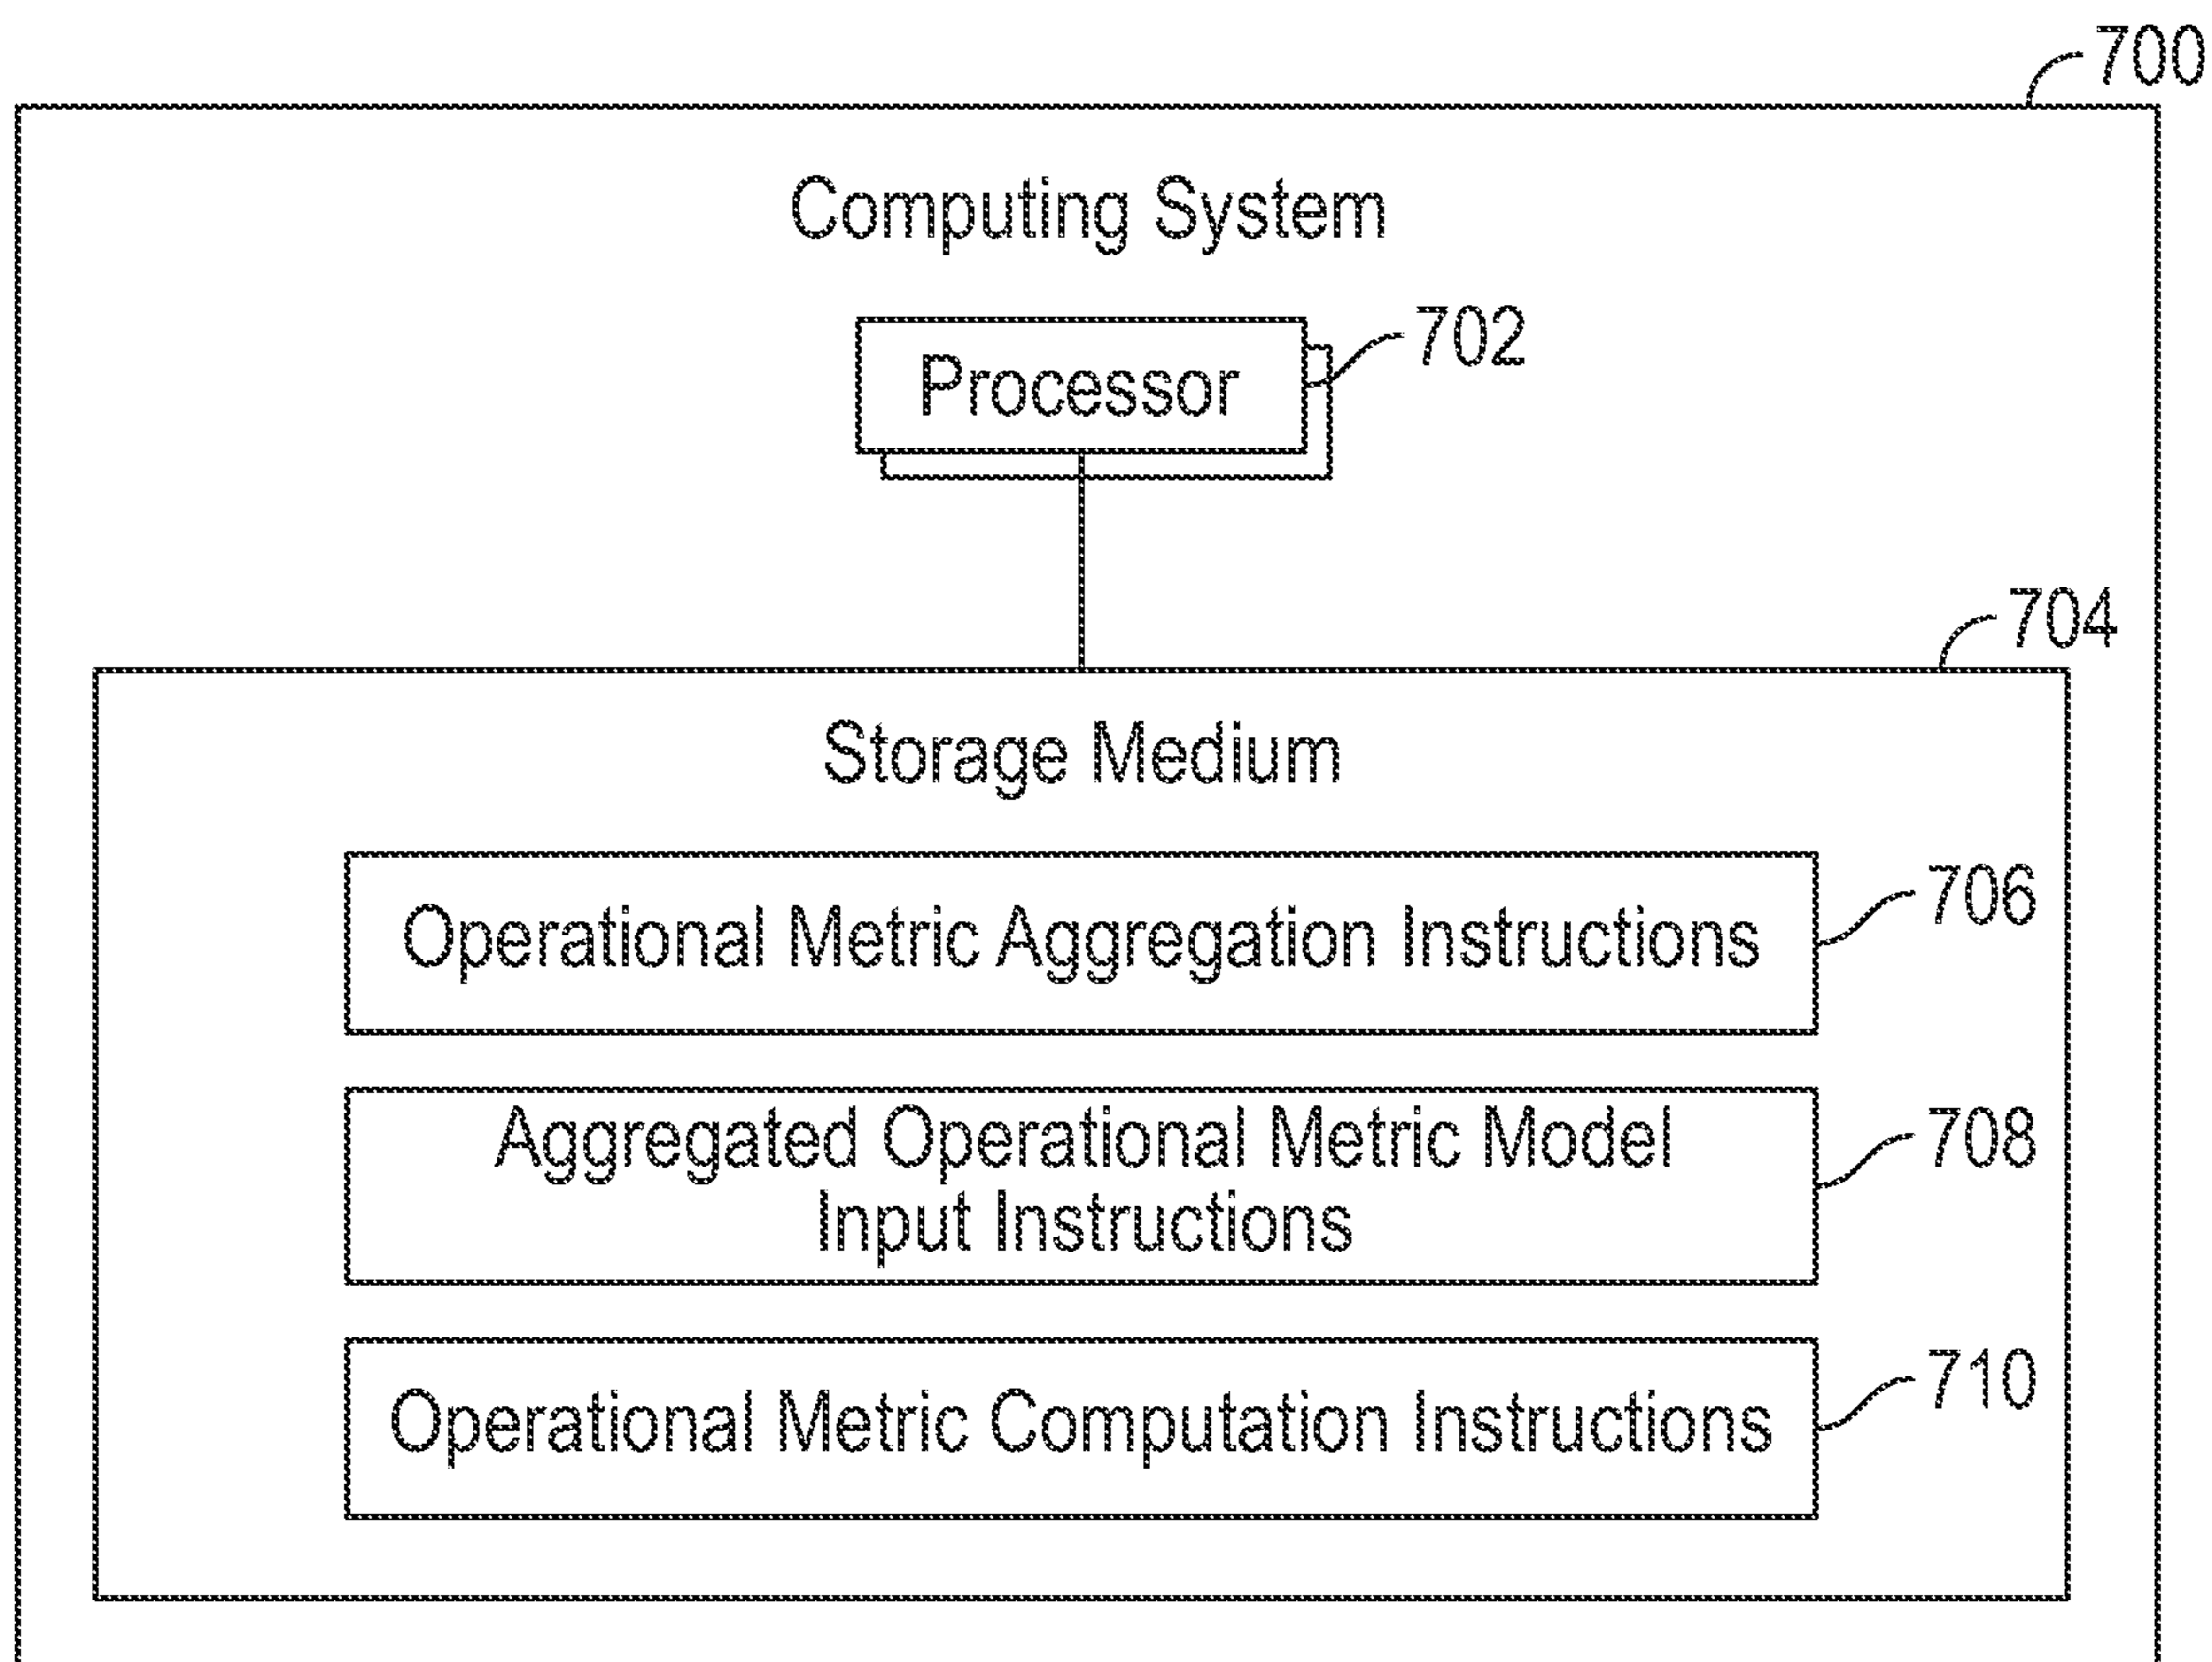 700
Computing System
Processor
702
704
Storage Medium
Operational Metric Aggregation Instructions
706
Aggregated Operational Metric Model
Input Instructions
708
Operational Metric Computation Instructions
710